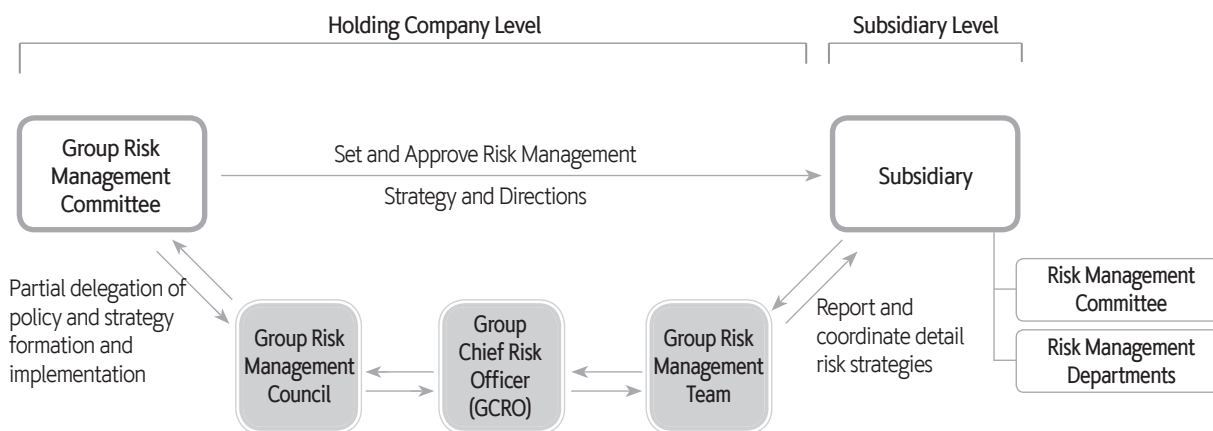 Holding Company Level
Subsidiary Level
Group Risk
Management
Committee
Set and Approve Risk Management
Strategy and Directions
Subsidiary
Partial delegation of
policy and strategy
formation and
implementation
Group Risk
Management
Council
Group
Chief Risk
Officer
(GCRO)
Group Risk
Management
Team
Report and
coordinate detail
risk strategies
Risk Management
Committee
Risk Management
Departments